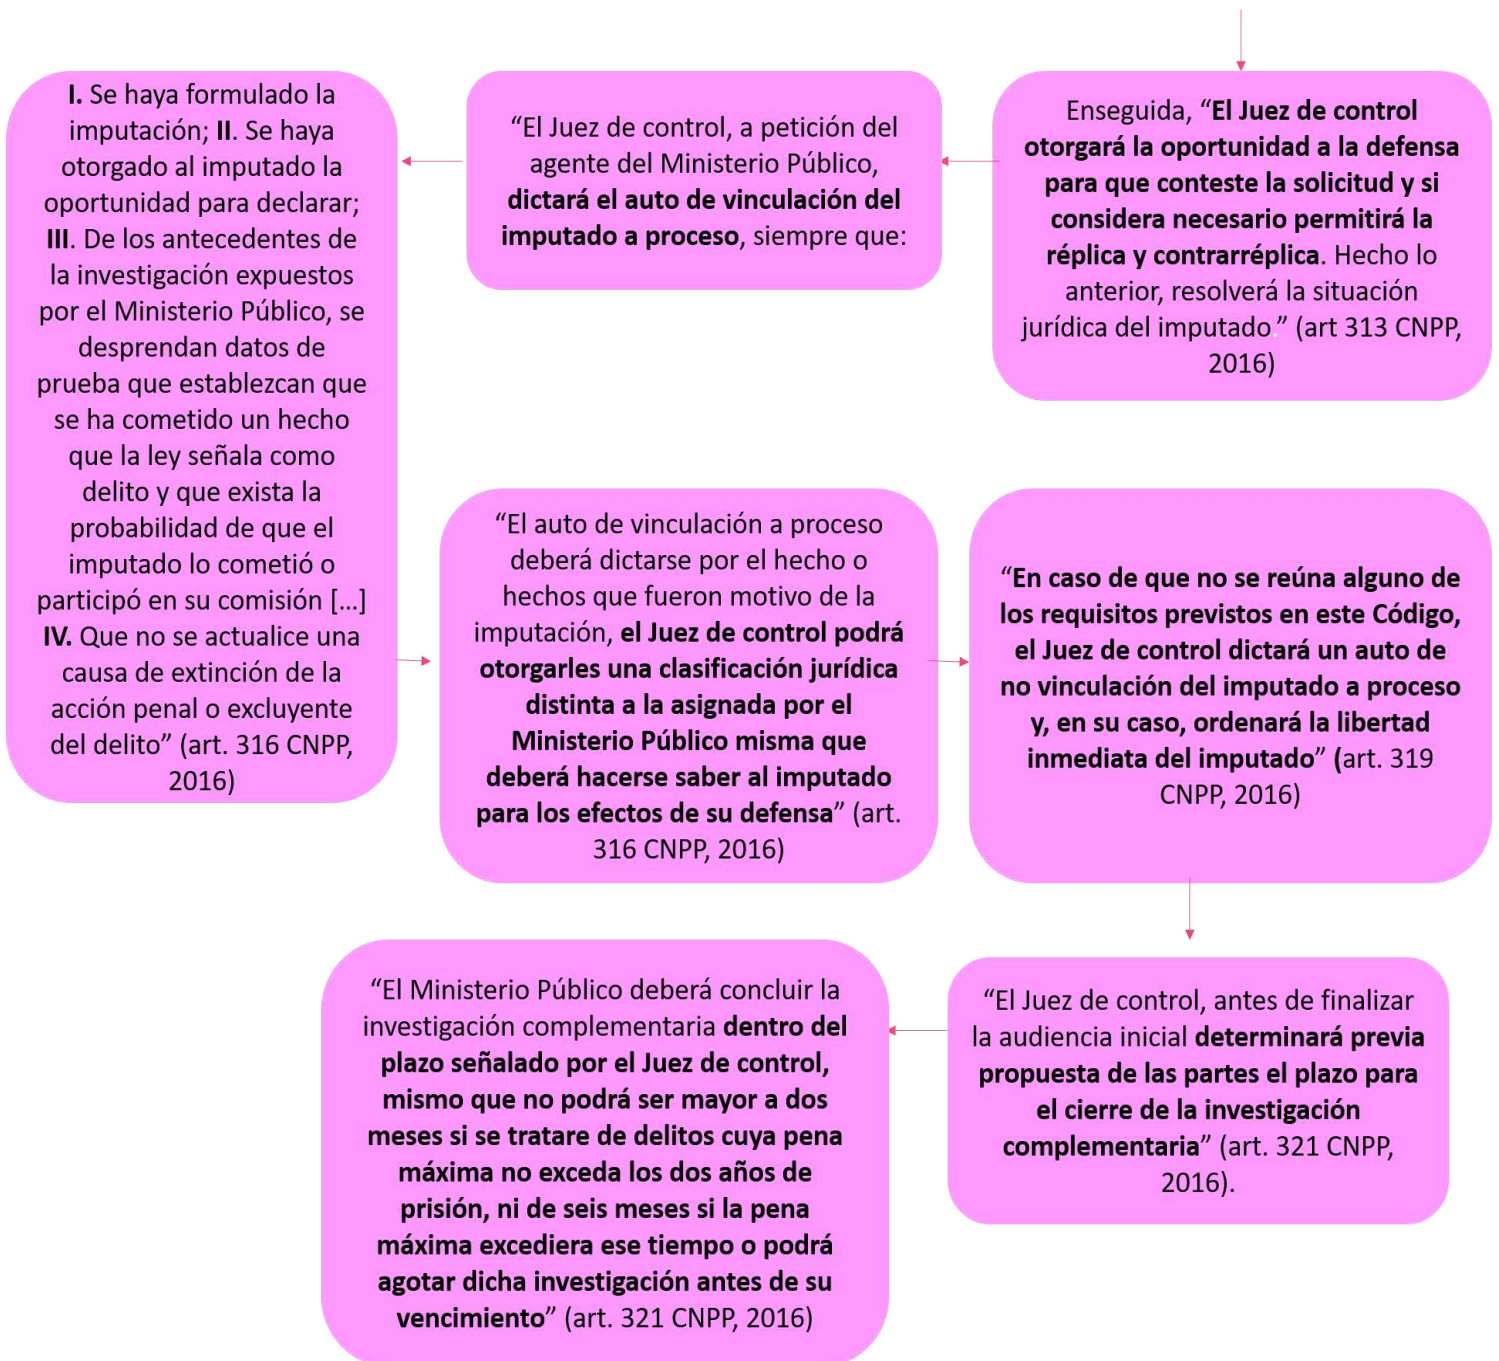 Enseguida, “El Juez de control
otorgará la oportunidad a la defensa
para que conteste la solicitud y si
considera necesario permitirá la
réplica y contrarréplica. Hecho lo
anterior, resolverá la situación
jurídica del imputado.” (art 313 CNPP,
2016)
“El Juez de control, a petición del
agente del Ministerio Público,
dictará el auto de vinculación del
imputado a proceso, siempre que:
I. Se haya formulado la
imputación; II. Se haya
otorgado al imputado la
oportunidad para declarar;
III. De los antecedentes de
la investigación expuestos
por el Ministerio Público, se
desprendan datos de
prueba que establezcan que
se ha cometido un hecho
que la ley señala como
delito y que exista la
probabilidad de que el
imputado lo cometió o
participó en su comisión [...]
IV. Que no se actualice una
causa de extinción de la
acción penal o excluyente
del delito” (art. 316 CNPP,
2016)
“El auto de vinculación a proceso
deberá dictarse por el hecho o
hechos que fueron motivo de la
imputación, el Juez de control podrá
otorgarles una clasificación jurídica
distinta a la asignada por el
Ministerio Público misma que
deberá hacerse saber al imputado
para los efectos de su defensa” (art.
316 CNPP, 2016)
“En caso de que no se reúna alguno de
los requisitos previstos en este Código,
el Juez de control dictará un auto de
no vinculación del imputado a proceso
y, en su caso, ordenará la libertad
inmediata del imputado” (art. 319
CNPP, 2016)
“El Juez de control, antes de finalizar
la audiencia inicial determinará previa
propuesta de las partes el plazo para
el cierre de la investigación
complementaria” (art. 321 CNPP,
2016).
“El Ministerio Público deberá concluir la
investigación complementaria dentro del
plazo señalado por el Juez de control,
mismo que no podrá ser mayor a dos
meses si se tratare de delitos cuya pena
máxima no exceda los dos años de
prisión, ni de seis meses si la pena
máxima excediera ese tiempo o podrá
agotar dicha investigación antes de su
vencimiento” (art. 321 CNPP, 2016)